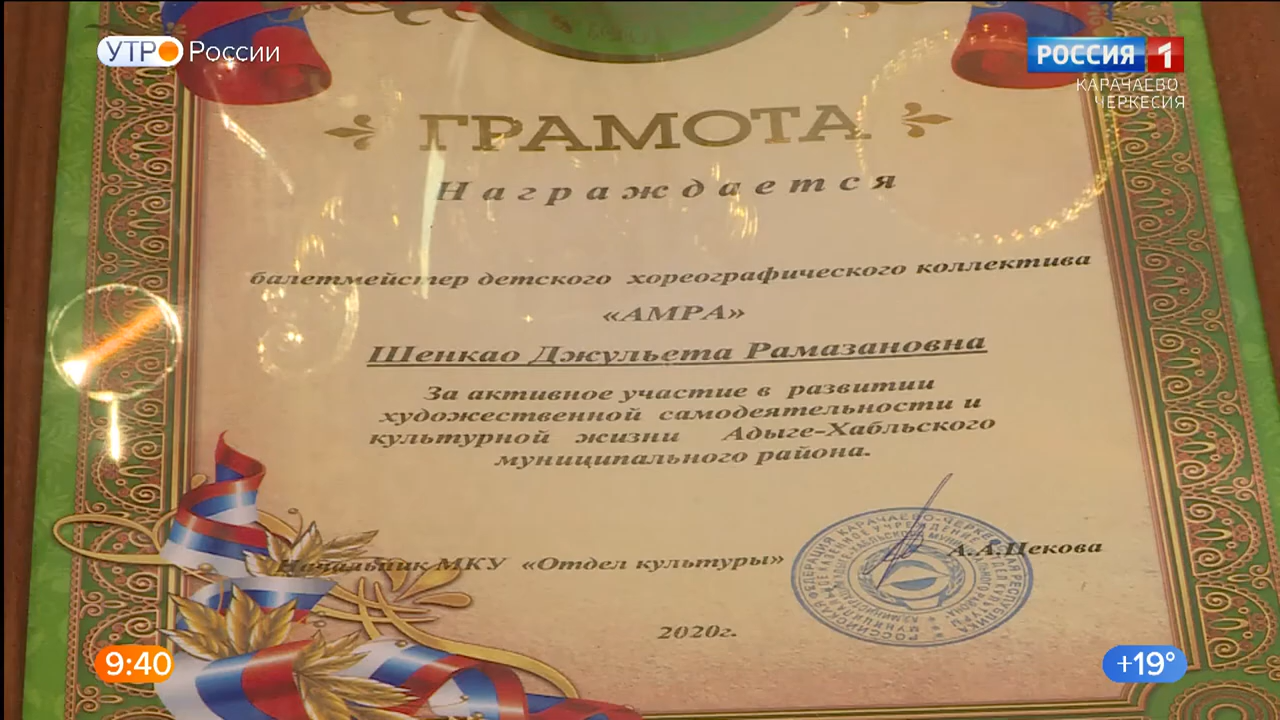 УТРО России
РОССИЯ 1
КАРАЧАЕВО
ЧЕРКЕСИЯ
ГРАМОТА
Награждается
балетмейстер детского хореографического коллектива
«АМРА»
Шенкао Джульета Рамазановна
За активное участие в развитии
художественной самодеятельности и
культурной жизни Адыге-Хабльского
муниципального района.
Начальник МКУ «Отдел культуры»
А.А.Цекова
2020г.
9:40
+19°